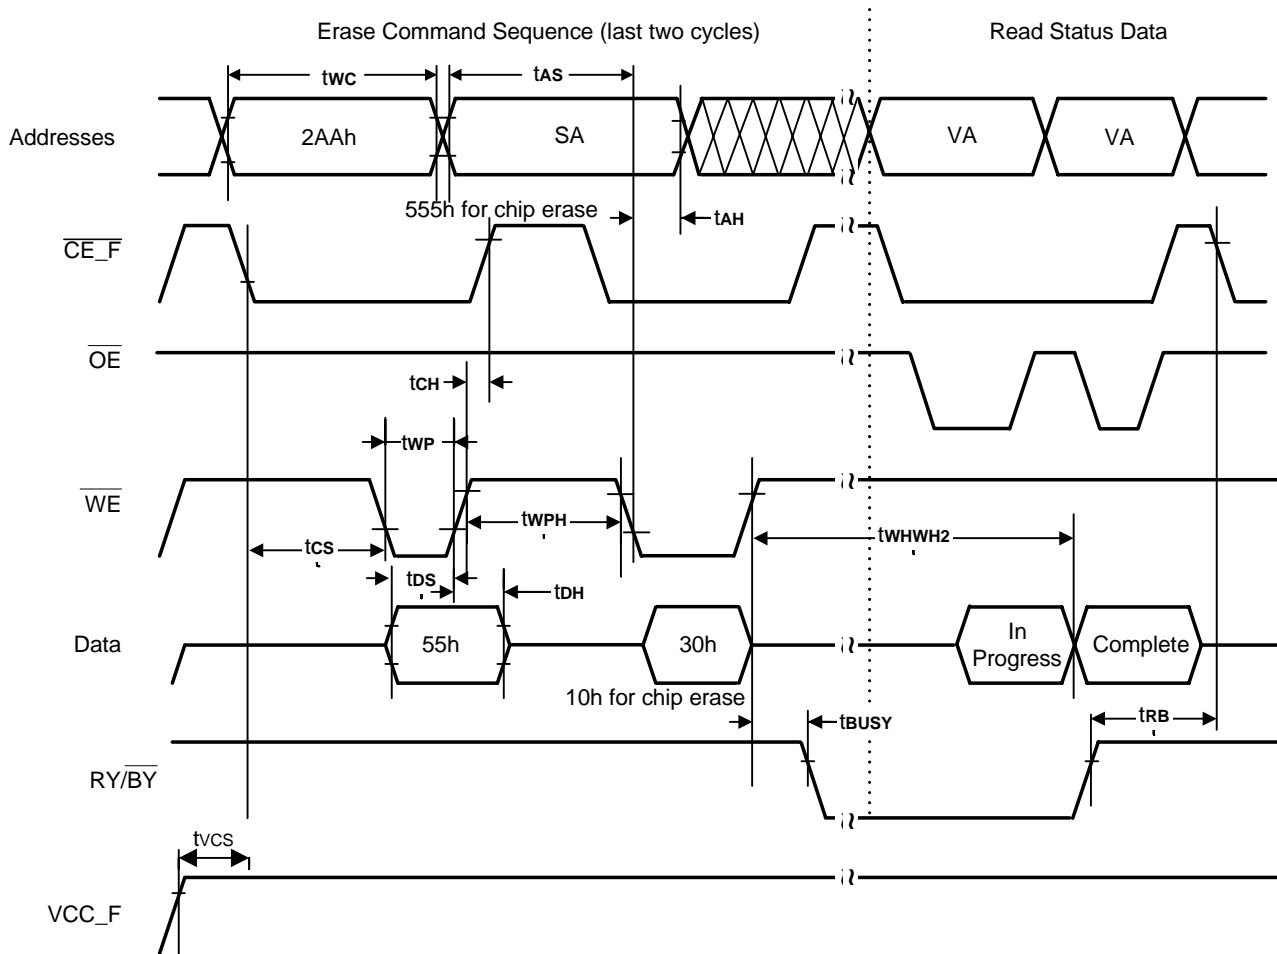 Erase Command Sequence (last two cycles)
Read Status Data
tWC
tAS
Addresses
2AAh
SA
VA
VA
555h for chip erase
tAH
CE_F
OE
tCH
tWP
WE
tWPH
tCS
tWHWH2
tDS
tDH
Data
55h
30h
In
Progress
Complete
10h for chip erase
tBUSY
tRB
RY/BY
tVCS
VCC_F